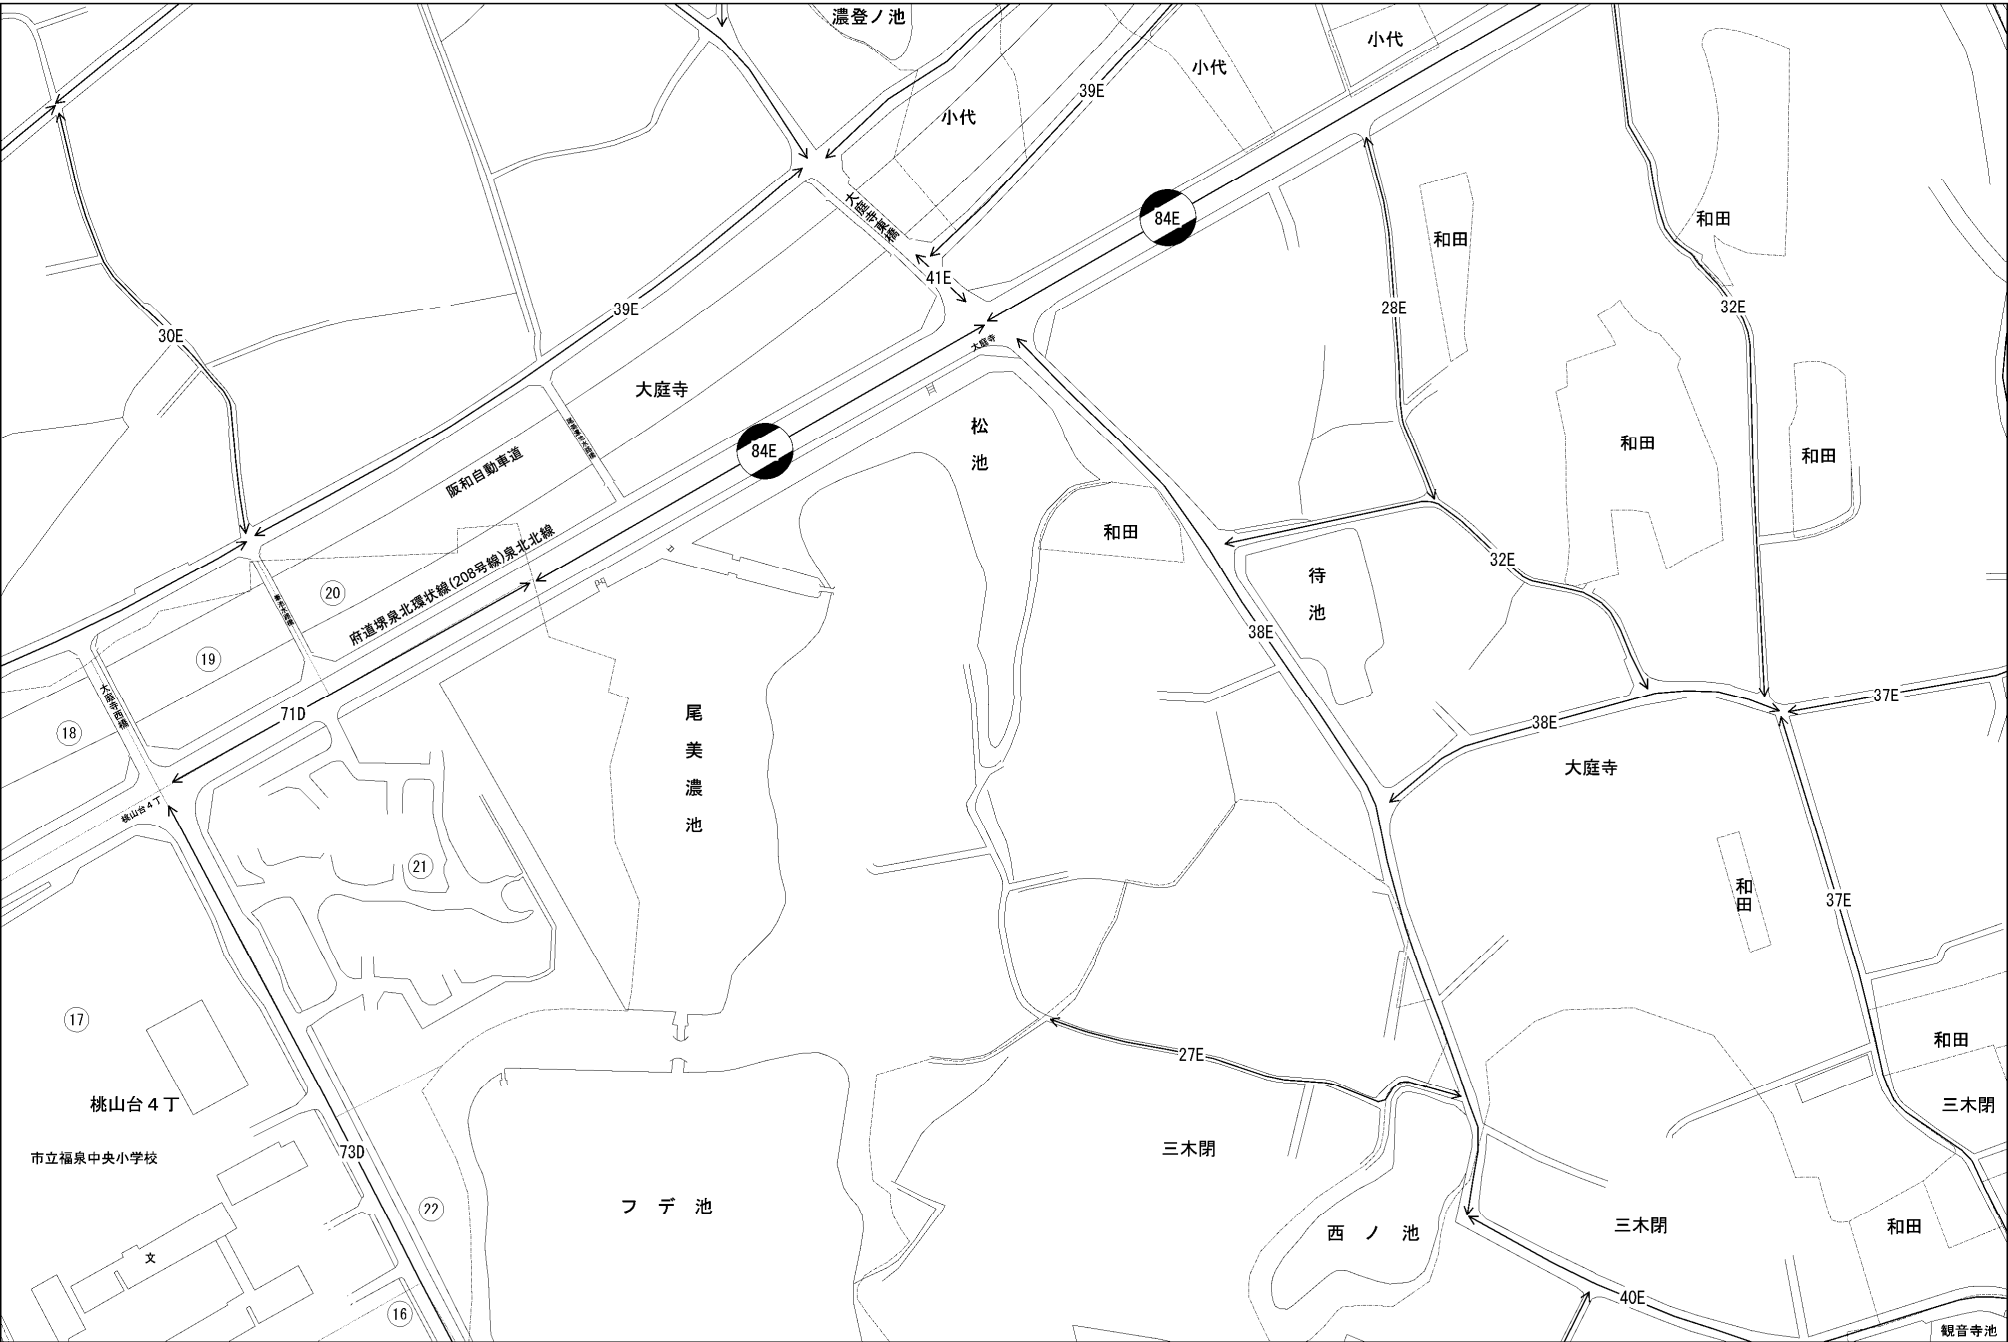 濃登ノ池
小代
小代
39E
小代
大庭寺東橋
84E
和田
和田
41E
28E
32E
30E
39E
大庭寺
大庭寺
松池
和田
和田
84E
阪和自動車道
和田
府道堺泉北環状線(208号線)泉北北線
32E
待池
20
38E
19
大庭寺西橋
71D
18
尾美濃池
37E
38E
大庭寺
桃山台4丁
21
和田
37E
17
27E
和田
桃山台4丁
三木閉
市立福泉中央小学校
73D
三木閉
22
フデ池
西ノ池
三木閉
和田
文
16
40E
観音寺池